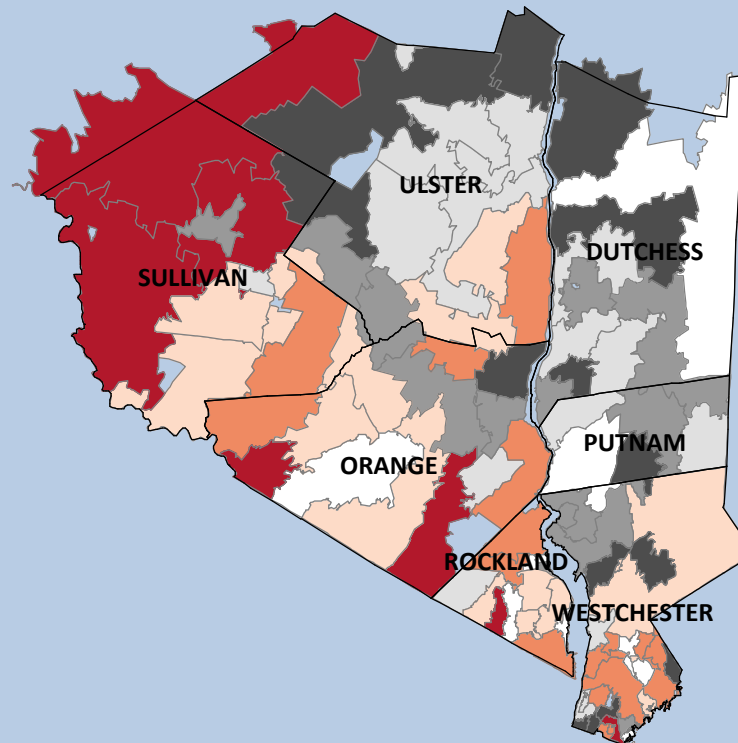 ULSTER
DUTCHESS
SULLIVAN
PUTNAM
ORANGE
ROCKLAND
WESTCHESTER